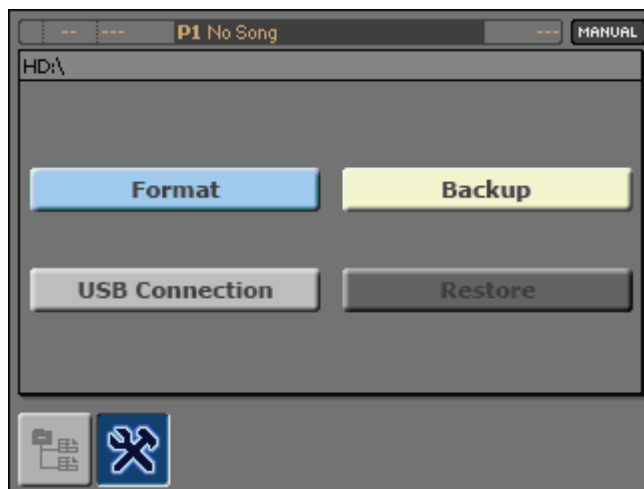 -- --- P1 No Song --- MANUAL
HD:\
Format Backup
USB Connection Restore